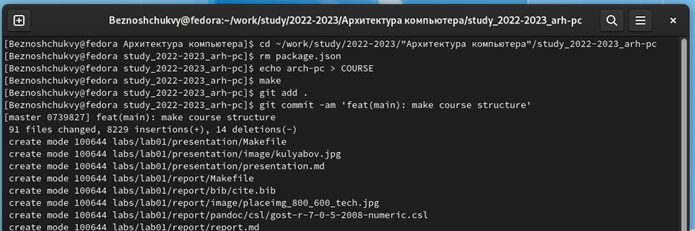 Beznoshchukvy@fedora:~/work/study/2022-2023/Архитектура компьютера/study_2022-2023_arh-pc
[Beznoshchukvy@fedora Архитектура компьютера]$ cd ~/work/study/2022-2023/"Архитектура компьютера"/study_2022-2023_arh-pc
[Beznoshchukvy@fedora study_2022-2023_arh-pc]$ rm package.json
[Beznoshchukvy@fedora study_2022-2023_arh-pc]$ echo arch-pc > COURSE
[Beznoshchukvy@fedora study_2022-2023_arh-pc]$ make
[Beznoshchukvy@fedora study_2022-2023_arh-pc]$ git add .
[Beznoshchukvy@fedora study_2022-2023_arh-pc]$ git commit -am 'feat(main): make course structure'
[master 0739827] feat(main): make course structure
 91 files changed, 8229 insertions(+), 14 deletions(-)
 create mode 100644 labs/lab01/presentation/Makefile
 create mode 100644 labs/lab01/presentation/image/kulyabov.jpg
 create mode 100644 labs/lab01/presentation/presentation.md
 create mode 100644 labs/lab01/report/Makefile
 create mode 100644 labs/lab01/report/bib/cite.bib
 create mode 100644 labs/lab01/report/image/placeimg_800_600_tech.jpg
 create mode 100644 labs/lab01/report/pandoc/csl/gost-r-7-0-5-2008-numeric.csl
 create mode 100644 labs/lab01/report/report.md